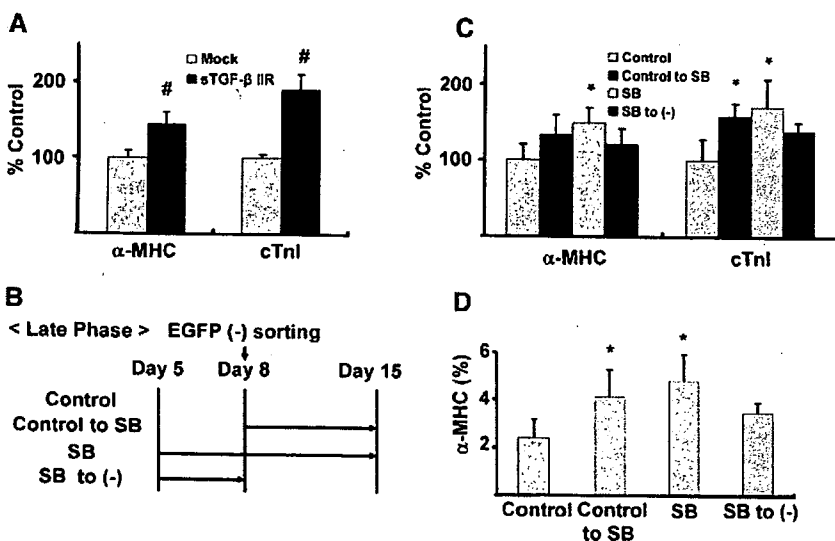 A
Mock
sTGF-β IIR
% Control
200
100
#
#
α-MHC
cTnI
B
< Late Phase > EGFP (-) sorting
Day 5 Day 8 Day 15
Control
Control to SB
SB
SB to (-)
C
Control
Control to SB
SB
SB to (-)
% Control
200
150
100
*
*
*
α-MHC
cTnI
D
α-MHC (%)
6
4
2
*
*
Control
Control to SB
SB
SB to (-)